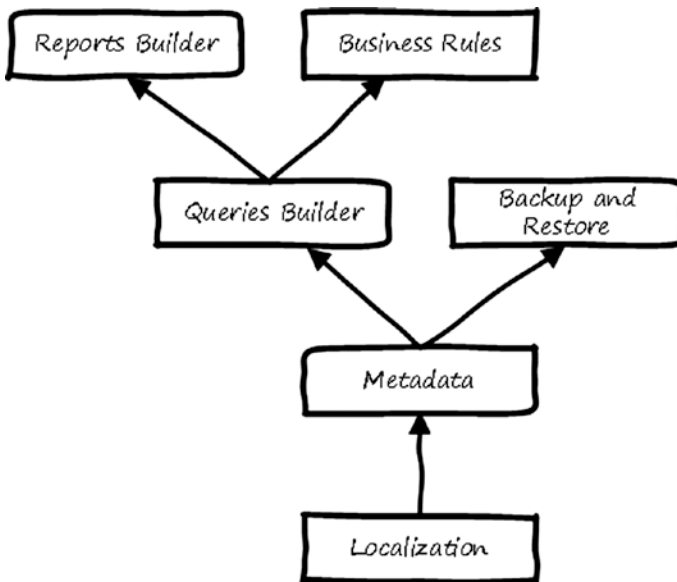 Reports Builder
Business Rules
Queries Builder
Backup and
Restore
Metadata
Localization